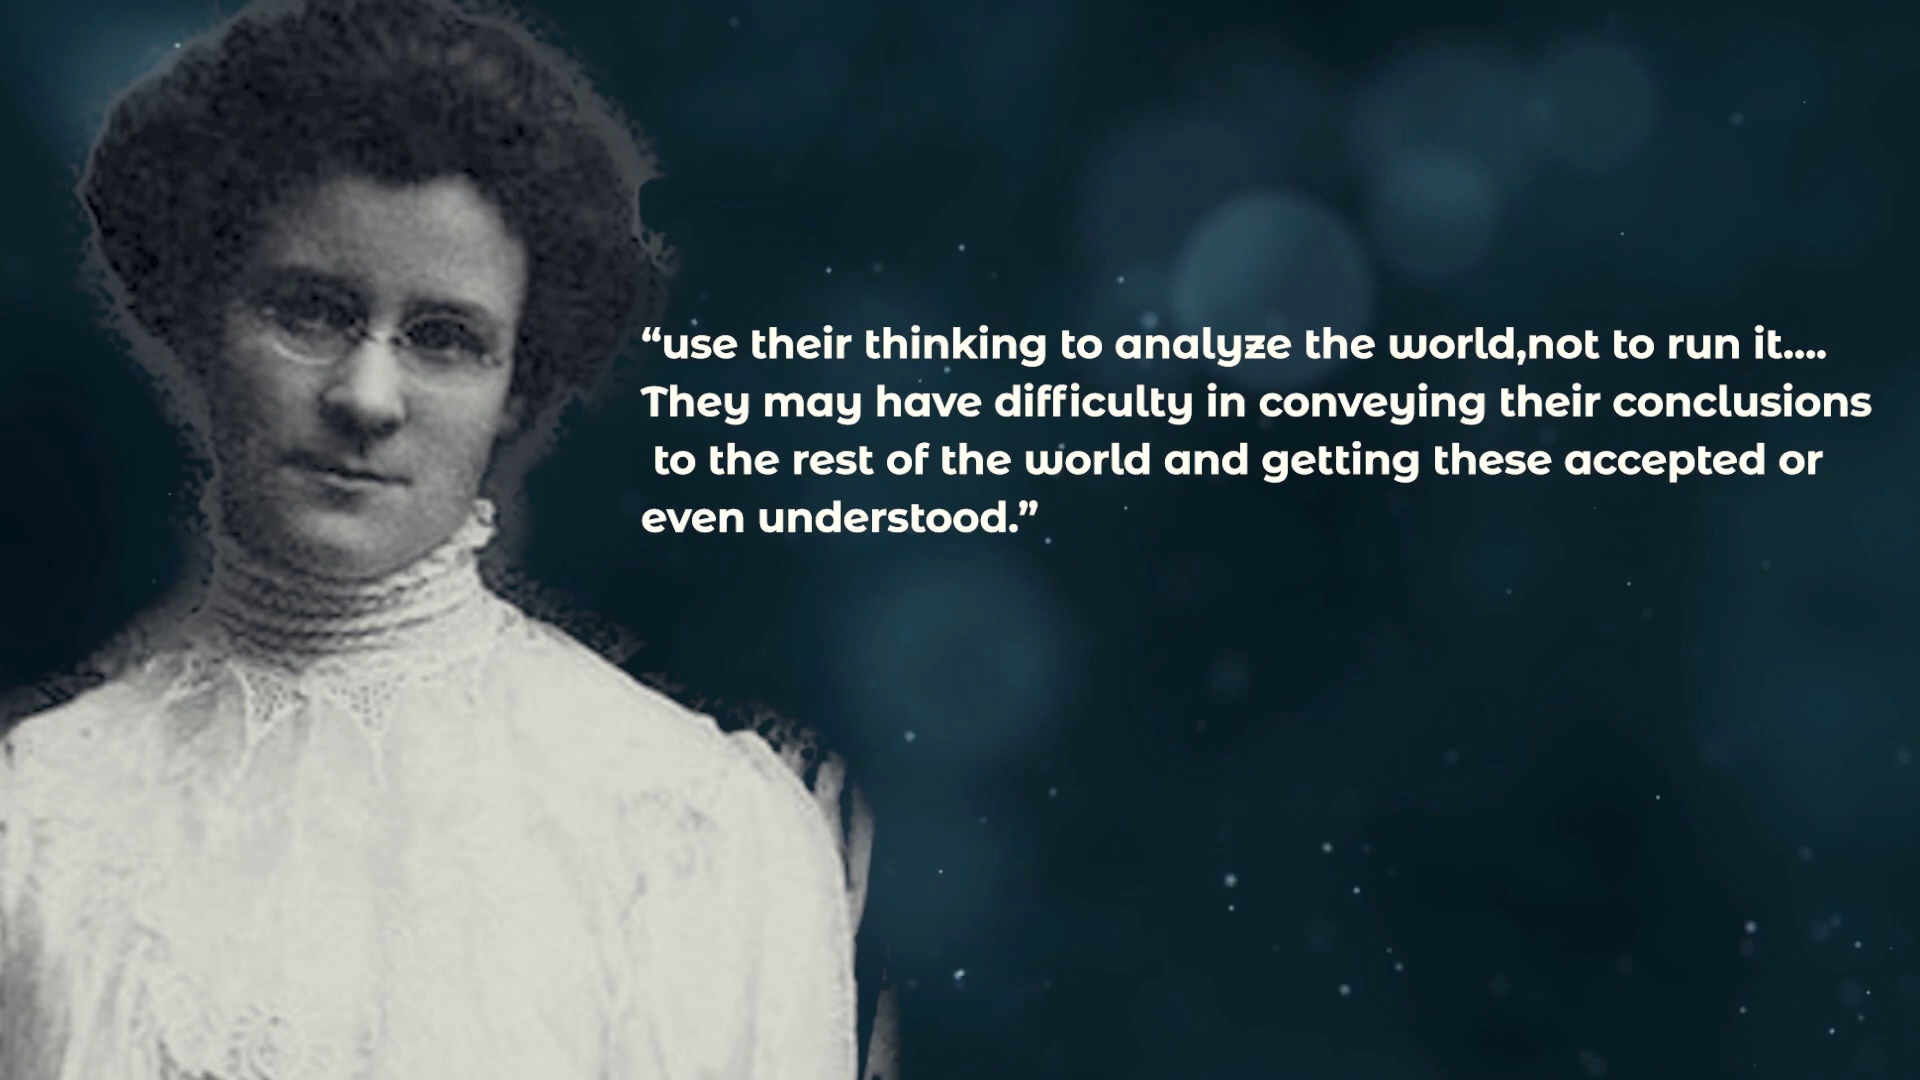 “use their thinking to analyze the world,not to run it....
They may have difficulty in conveying their conclusions
to the rest of the world and getting these accepted or
even understood.”